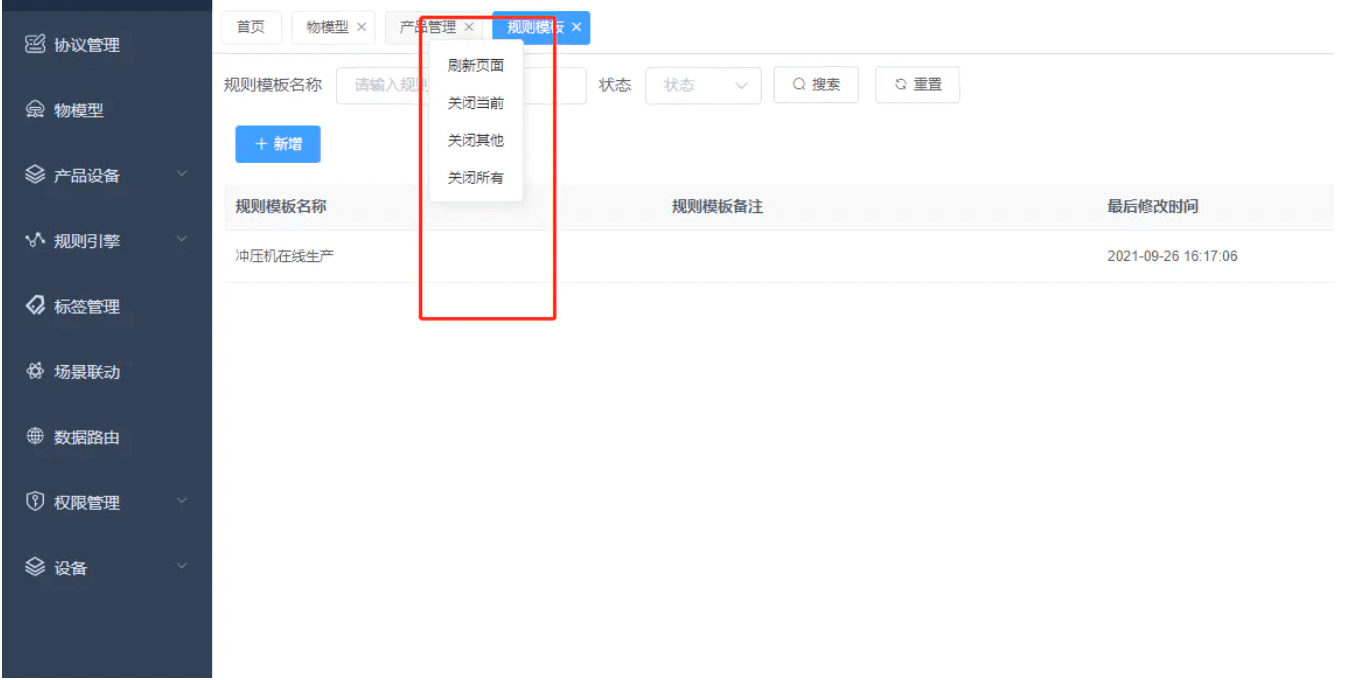 协议管理
物模型
产品设备
规则引擎
标签管理
场景联动
数据路由
权限管理
设备
首页 物模型 产品管理 规则模板
刷新页面
关闭当前
关闭其他
关闭所有
规则模板名称 请输入规则 状态 状态 搜索 重置
新增
规则模板名称 规则模板备注 最后修改时间
冲压机在线生产 2021-09-26 16:17:06